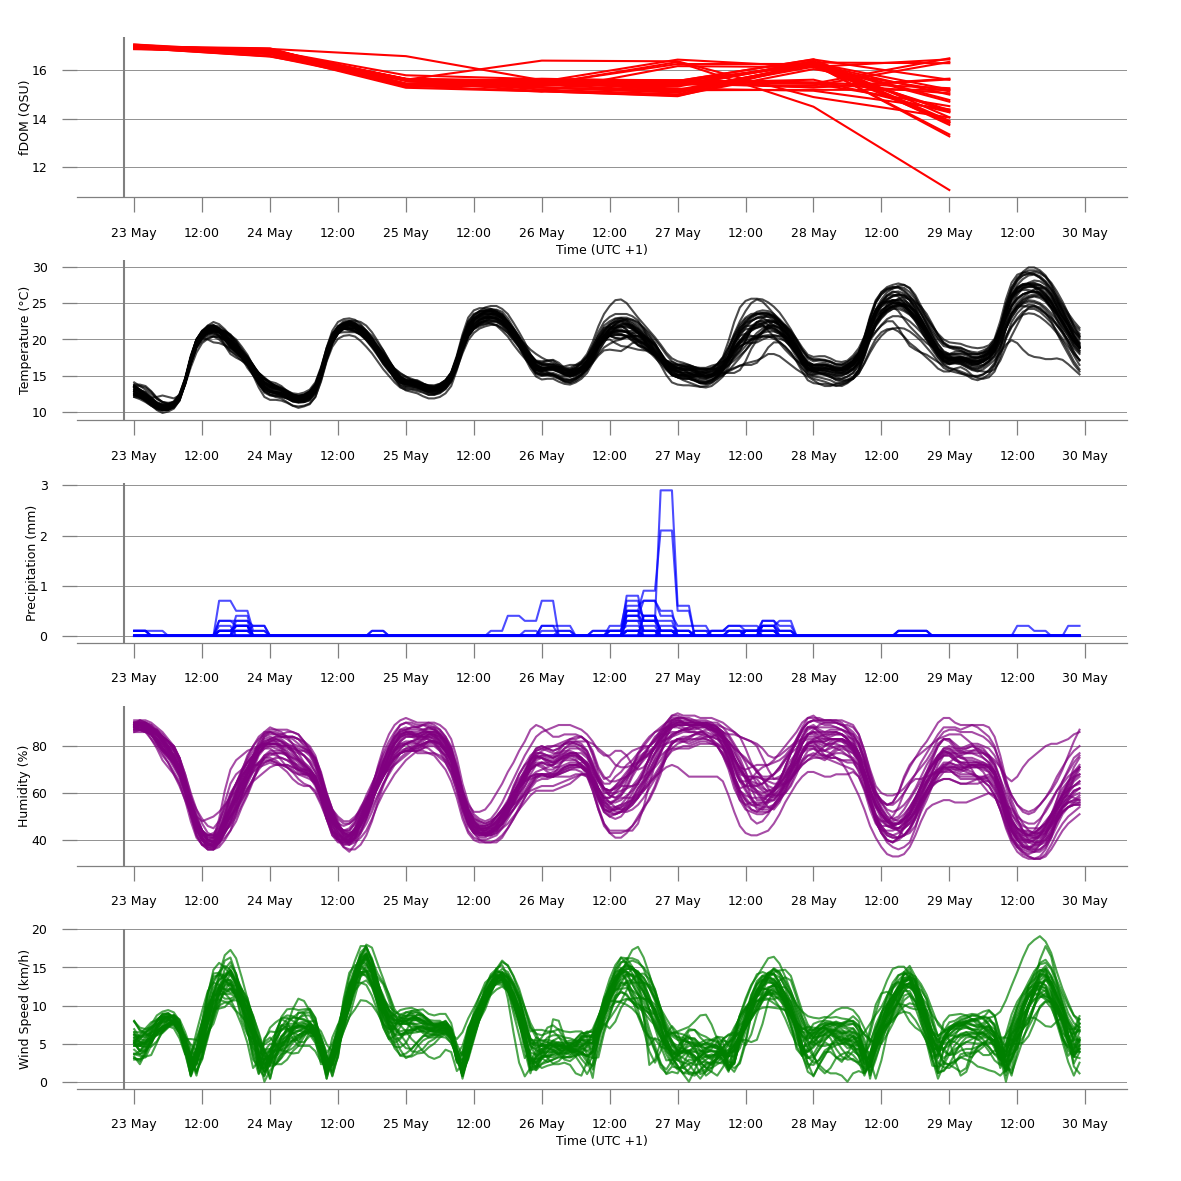 fDOM (QSU)
16
14
12
23 May 12:00 24 May 12:00 25 May 12:00 26 May 12:00 27 May 12:00 28 May 12:00 29 May 12:00 30 May
Time (UTC +1)
Temperature (°C)
30
25
20
15
10
23 May 12:00 24 May 12:00 25 May 12:00 26 May 12:00 27 May 12:00 28 May 12:00 29 May 12:00 30 May
Precipitation (mm)
3
2
1
0
23 May 12:00 24 May 12:00 25 May 12:00 26 May 12:00 27 May 12:00 28 May 12:00 29 May 12:00 30 May
Humidity (%)
80
60
40
23 May 12:00 24 May 12:00 25 May 12:00 26 May 12:00 27 May 12:00 28 May 12:00 29 May 12:00 30 May
Wind Speed (km/h)
20
15
10
5
0
23 May 12:00 24 May 12:00 25 May 12:00 26 May 12:00 27 May 12:00 28 May 12:00 29 May 12:00 30 May
Time (UTC +1)